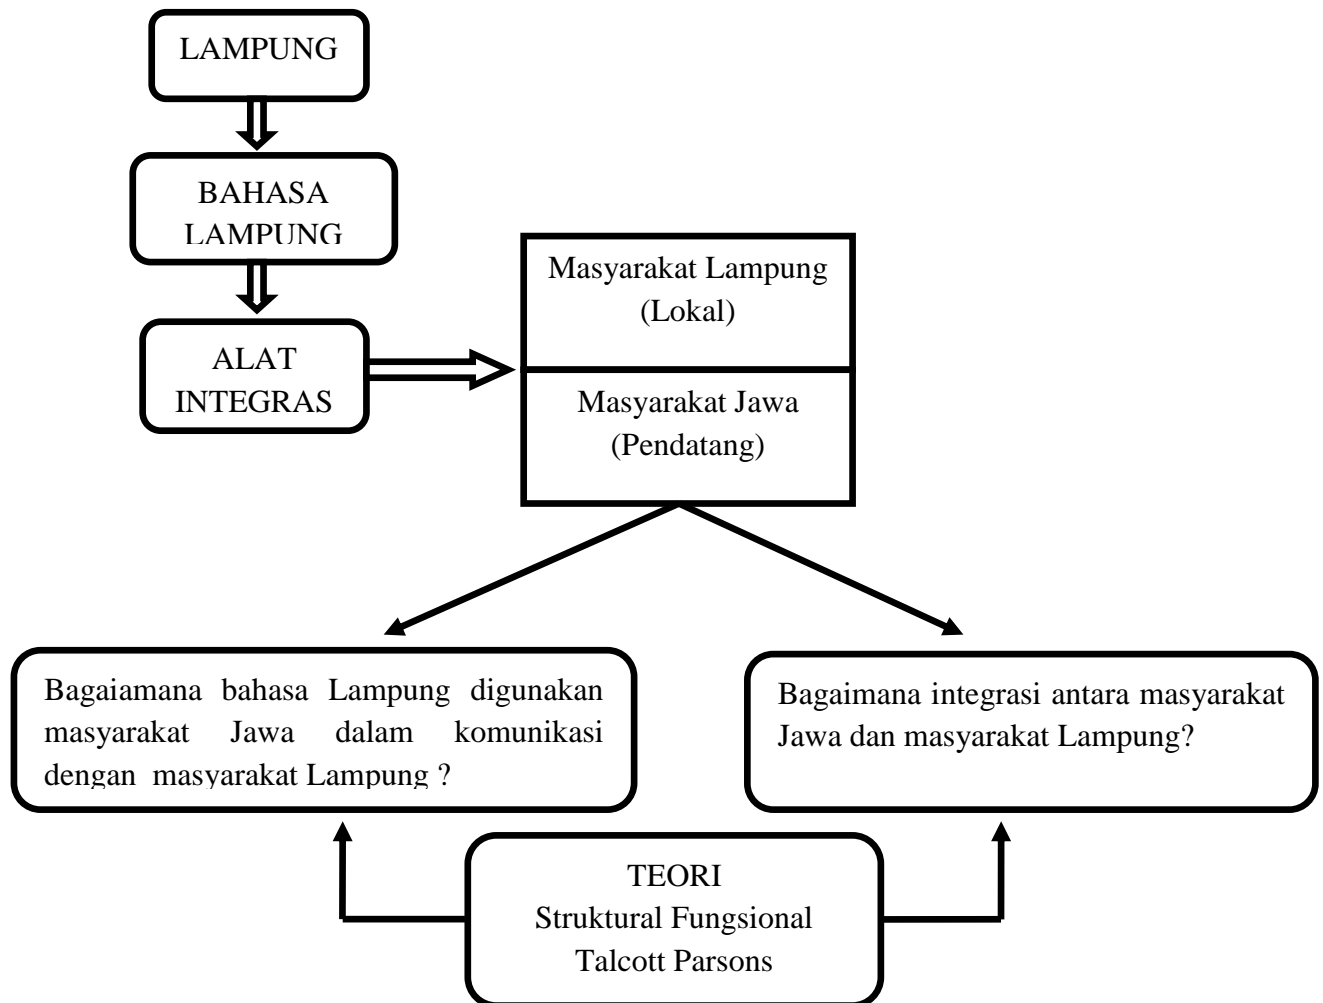 LAMPUNG
BAHASA
LAMPUNG
ALAT
INTEGRAS
Masyarakat Lampung
(Lokal)
Masyarakat Jawa
(Pendatang)
Bagaiamana bahasa Lampung digunakan
masyarakat Jawa dalam komunikasi
dengan masyarakat Lampung ?
Bagaimana integrasi antara masyarakat
Jawa dan masyarakat Lampung?
TEORI
Struktural Fungsional
Talcott Parsons